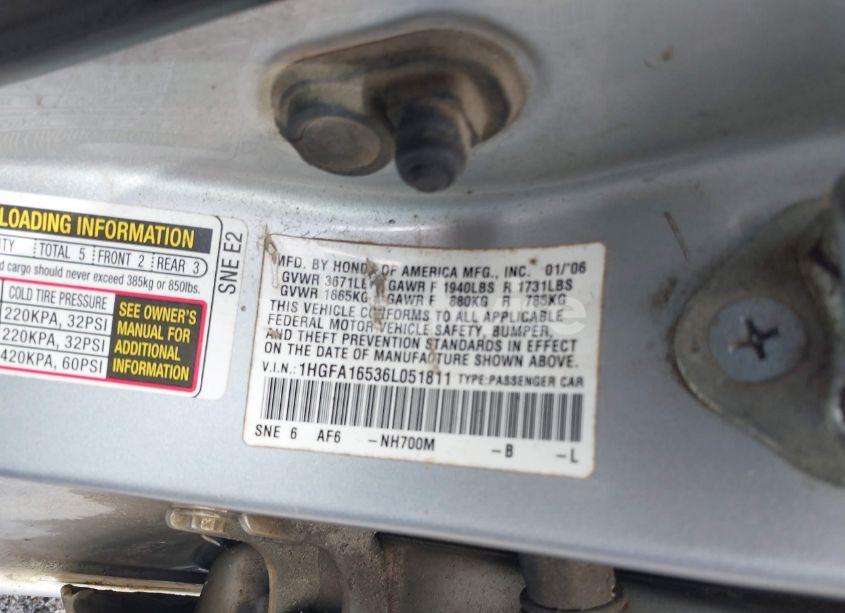 LOADING INFORMATION
ITY TOTAL 5 FRONT 2 REAR 3
d cargo should never exceed 385kg or 850lbs.
COLD TIRE PRESSURE
220KPA, 32PSI
220KPA, 32PSI
420KPA, 60PSI
SEE OWNER'S
MANUAL FOR
ADDITIONAL
INFORMATION
SNE E2
MFD. BY HONDA OF AMERICA MFG., INC. 01/'06
GVWR 3671LBS GAWR F 1940LBS R 1731LBS
GVWR 1665KG GAWR F 880KG R 785KG
THIS VEHICLE CONFORMS TO ALL APPLICABLE
FEDERAL MOTOR VEHICLE SAFETY, BUMPER,
AND THEFT PREVENTION STANDARDS IN EFFECT
ON THE DATE OF MANUFACTURE SHOWN ABOVE.
V.I.N.: 1HGFA16536L051811 TYPE:PASSENGER CAR
SNE 6 AF6 -NH700M -B -L